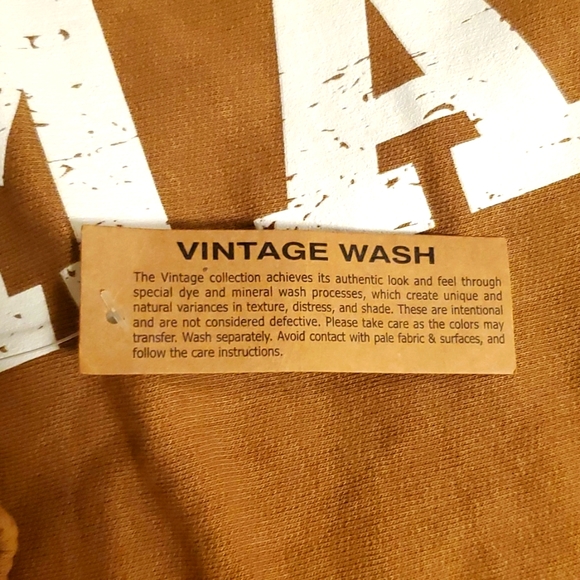 MA
VINTAGE WASH
The Vintage" collection achieves its authentic look and feel through
special dye and mineral wash processes, which create unique and
natural variances in texture, distress, and shade. These are intentional
and are not considered defective. Please take care as the colors may
transfer. Wash separately. Avoid contact with pale fabric & surfaces, and
follow the care instructions.